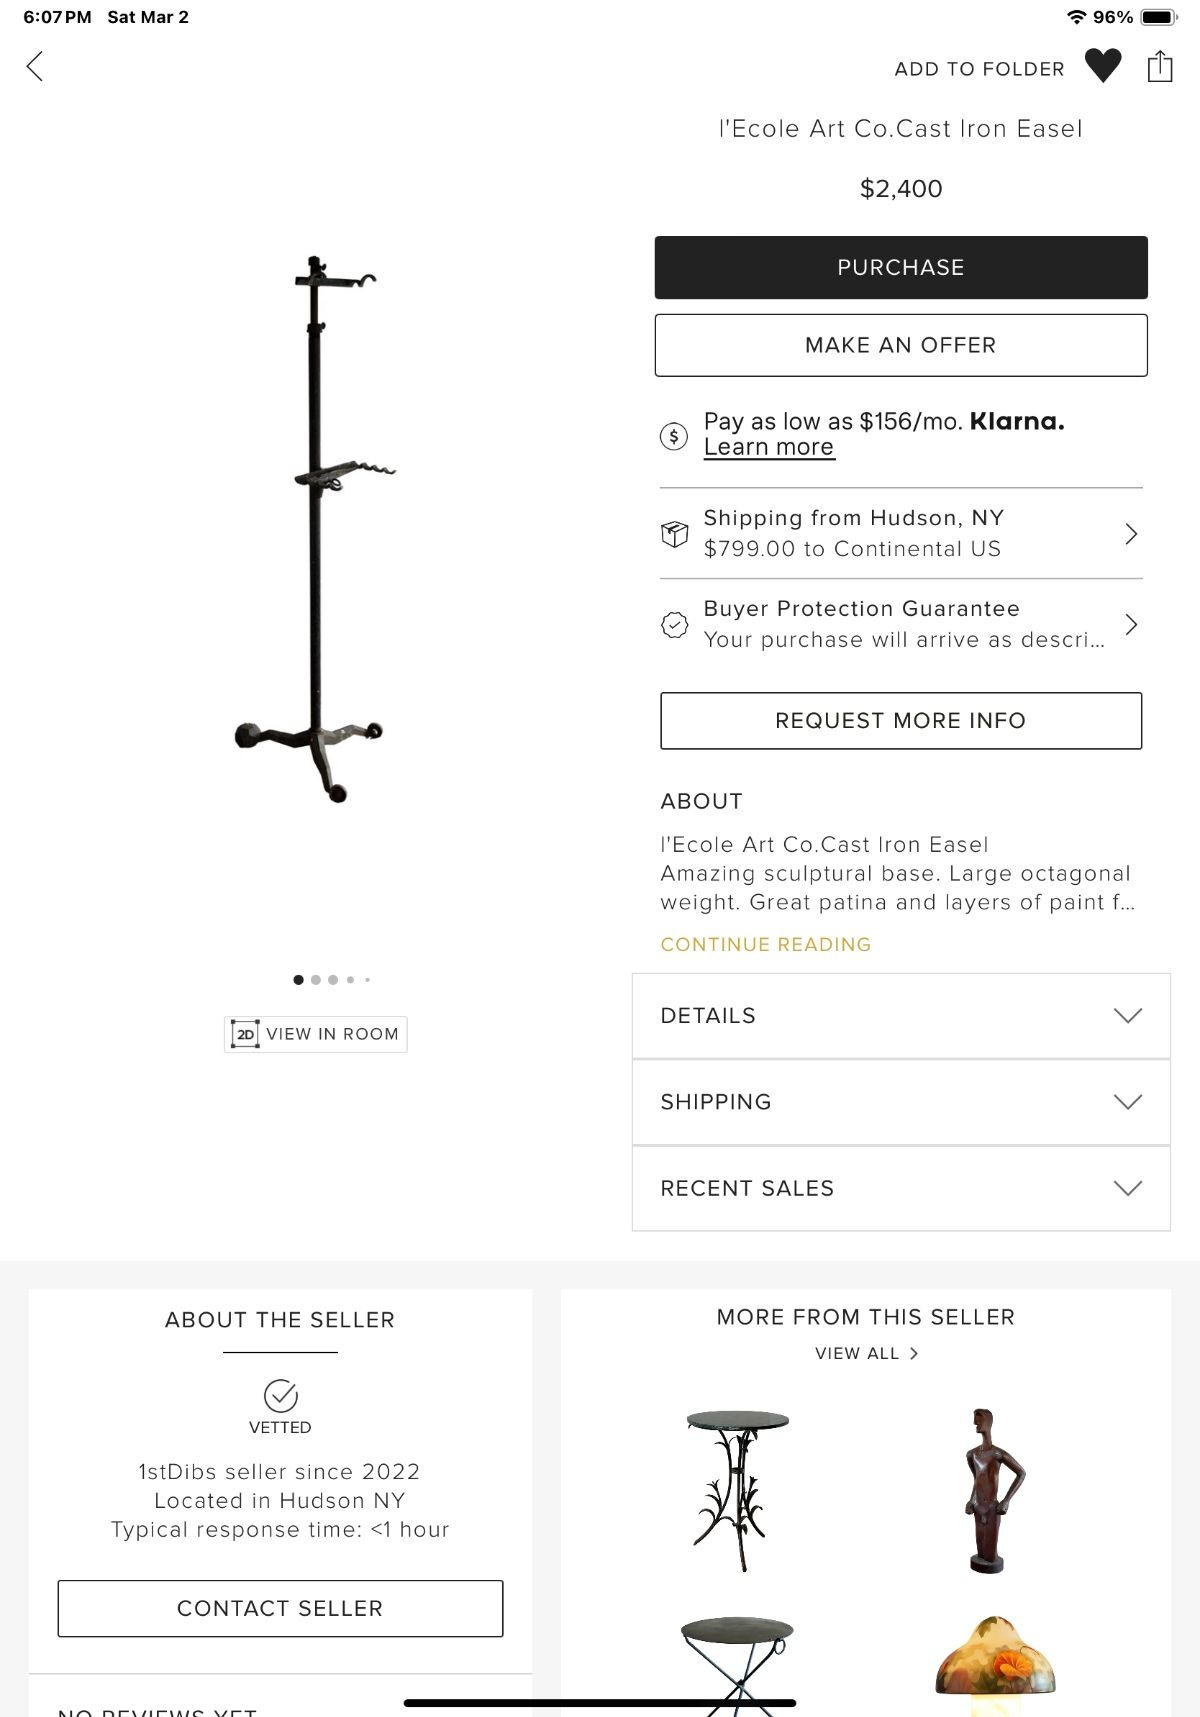 6:07 PM Sat Mar 2
96%
ADD TO FOLDER
l'Ecole Art Co.Cast Iron Easel
$2,400
PURCHASE
MAKE AN OFFER
$
Pay as low as $156/mo. Klarna.
Learn more
Shipping from Hudson, NY
$799.00 to Continental US
Buyer Protection Guarantee
Your purchase will arrive as descri...
REQUEST MORE INFO
ABOUT
l'Ecole Art Co.Cast Iron Easel
Amazing sculptural base. Large octagonal
weight. Great patina and layers of paint f...
CONTINUE READING
2D VIEW IN ROOM
DETAILS
SHIPPING
RECENT SALES
ABOUT THE SELLER
VETTED
1stDibs seller since 2022
Located in Hudson NY
Typical response time: <1 hour
CONTACT SELLER
NO REVIEWS YET
MORE FROM THIS SELLER
VIEW ALL >